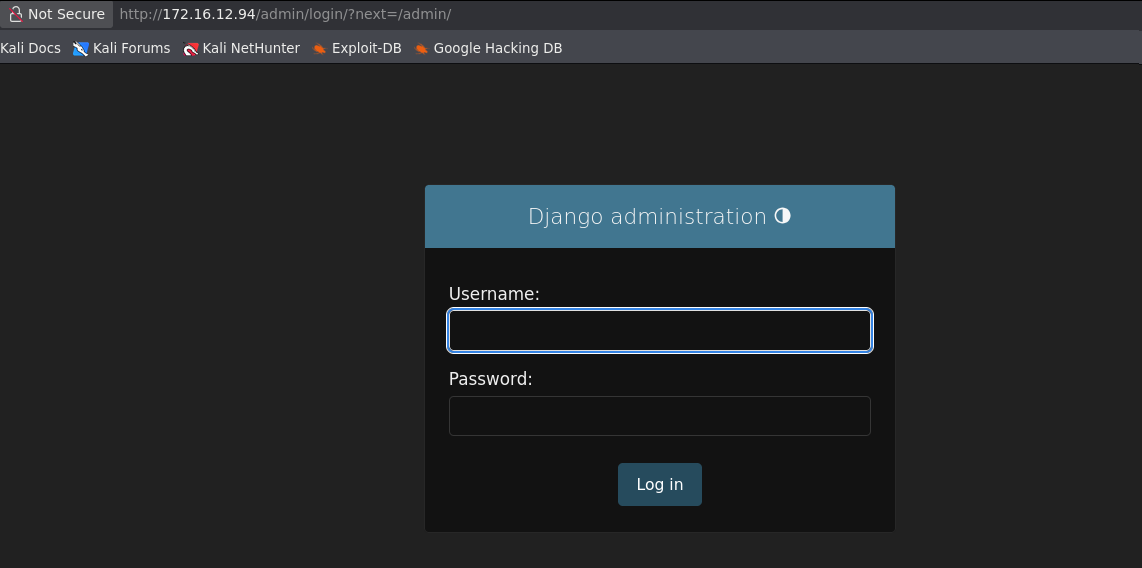 Not Secure http://172.16.12.94/admin/login/?next=/admin/
Kali Docs Kali Forums Kali NetHunter Exploit-DB Google Hacking DB
Django administration
Username:
Password:
Log in